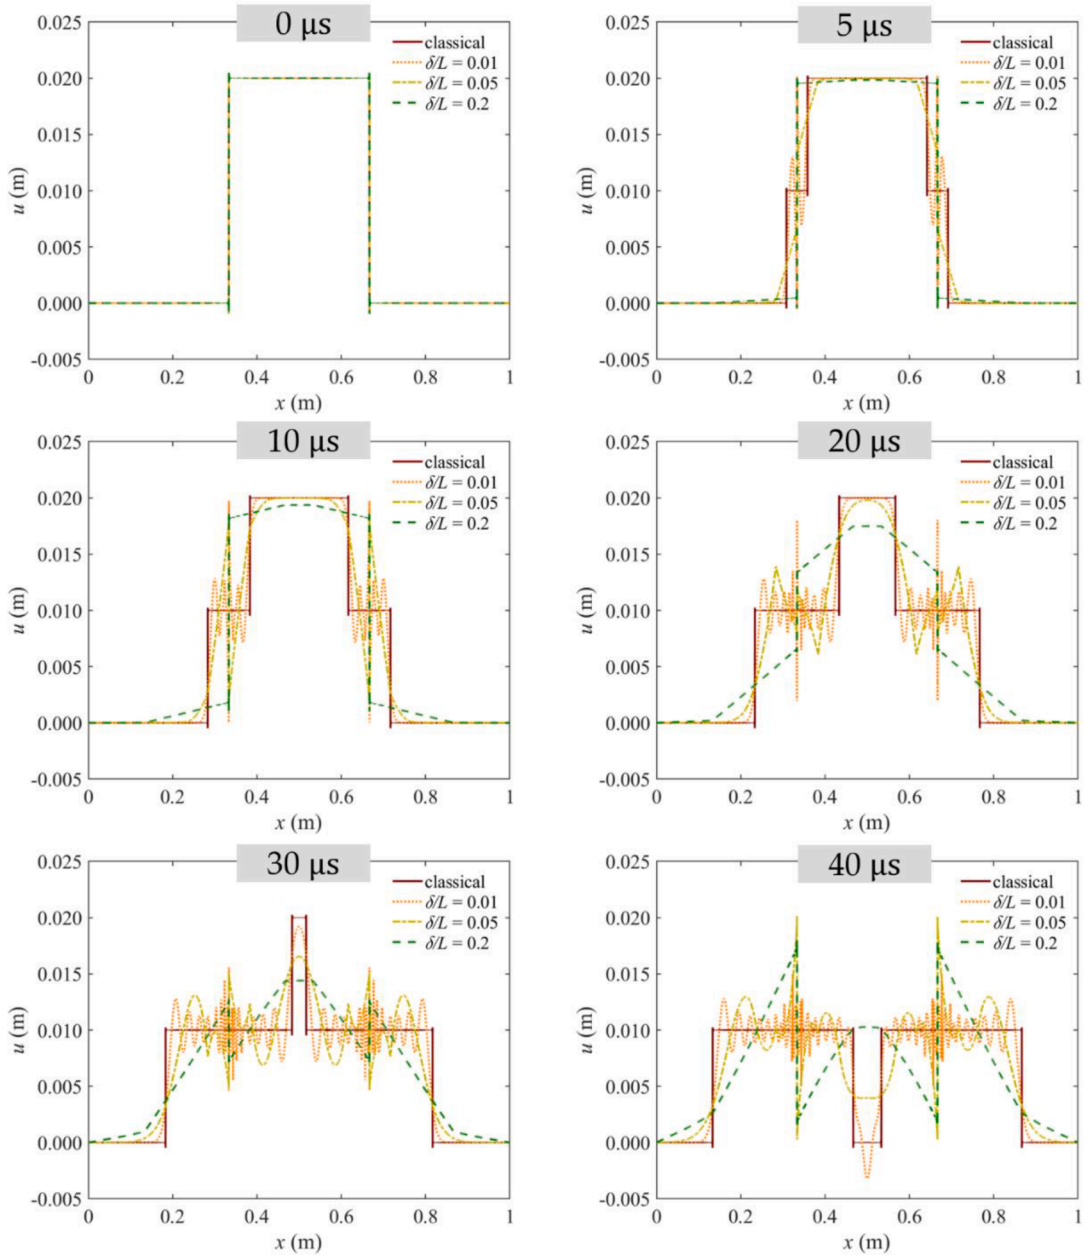 0 μs
0.025
0.020
0.015
0.010
0.005
0.000
-0.005
u (m)
classical
δ/L = 0.01
δ/L = 0.05
δ/L = 0.2
0 0.2 0.4 0.6 0.8 1
x (m)
5 μs
0.025
0.020
0.015
0.010
0.005
0.000
-0.005
u (m)
classical
δ/L = 0.01
δ/L = 0.05
δ/L = 0.2
0 0.2 0.4 0.6 0.8 1
x (m)
10 μs
0.025
0.020
0.015
0.010
0.005
0.000
-0.005
u (m)
classical
δ/L = 0.01
δ/L = 0.05
δ/L = 0.2
0 0.2 0.4 0.6 0.8 1
x (m)
20 μs
0.025
0.020
0.015
0.010
0.005
0.000
-0.005
u (m)
classical
δ/L = 0.01
δ/L = 0.05
δ/L = 0.2
0 0.2 0.4 0.6 0.8 1
x (m)
30 μs
0.025
0.020
0.015
0.010
0.005
0.000
-0.005
u (m)
classical
δ/L = 0.01
δ/L = 0.05
δ/L = 0.2
0 0.2 0.4 0.6 0.8 1
x (m)
40 μs
0.025
0.020
0.015
0.010
0.005
0.000
-0.005
u (m)
classical
δ/L = 0.01
δ/L = 0.05
δ/L = 0.2
0 0.2 0.4 0.6 0.8 1
x (m)